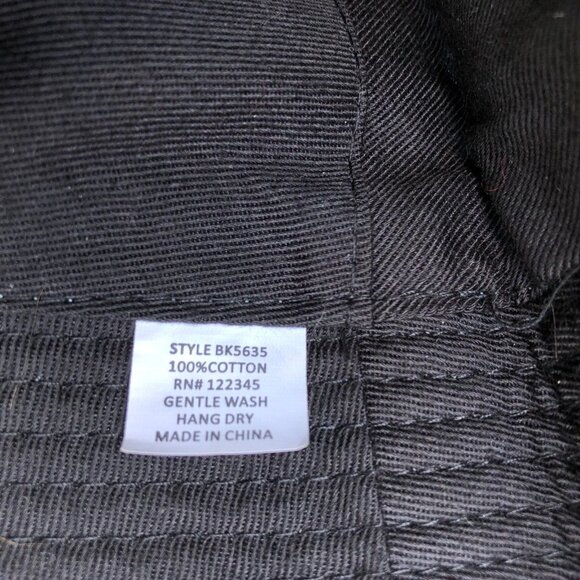 STYLE BK5635
100%COTTON
RN# 122345
GENTLE WASH
HANG DRY
MADE IN CHINA